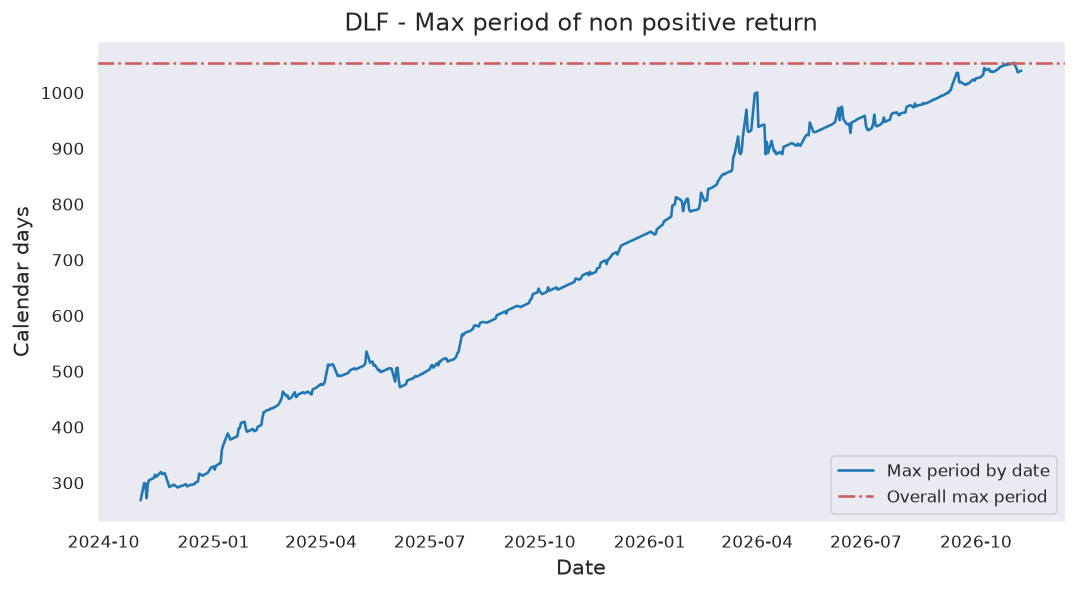 DLF - Max period of non positive return
Calendar days
1000
900
800
700
600
500
400
300
Max period by date
Overall max period
2024-10 2025-01 2025-04 2025-07 2025-10 2026-01 2026-04 2026-07 2026-10
Date